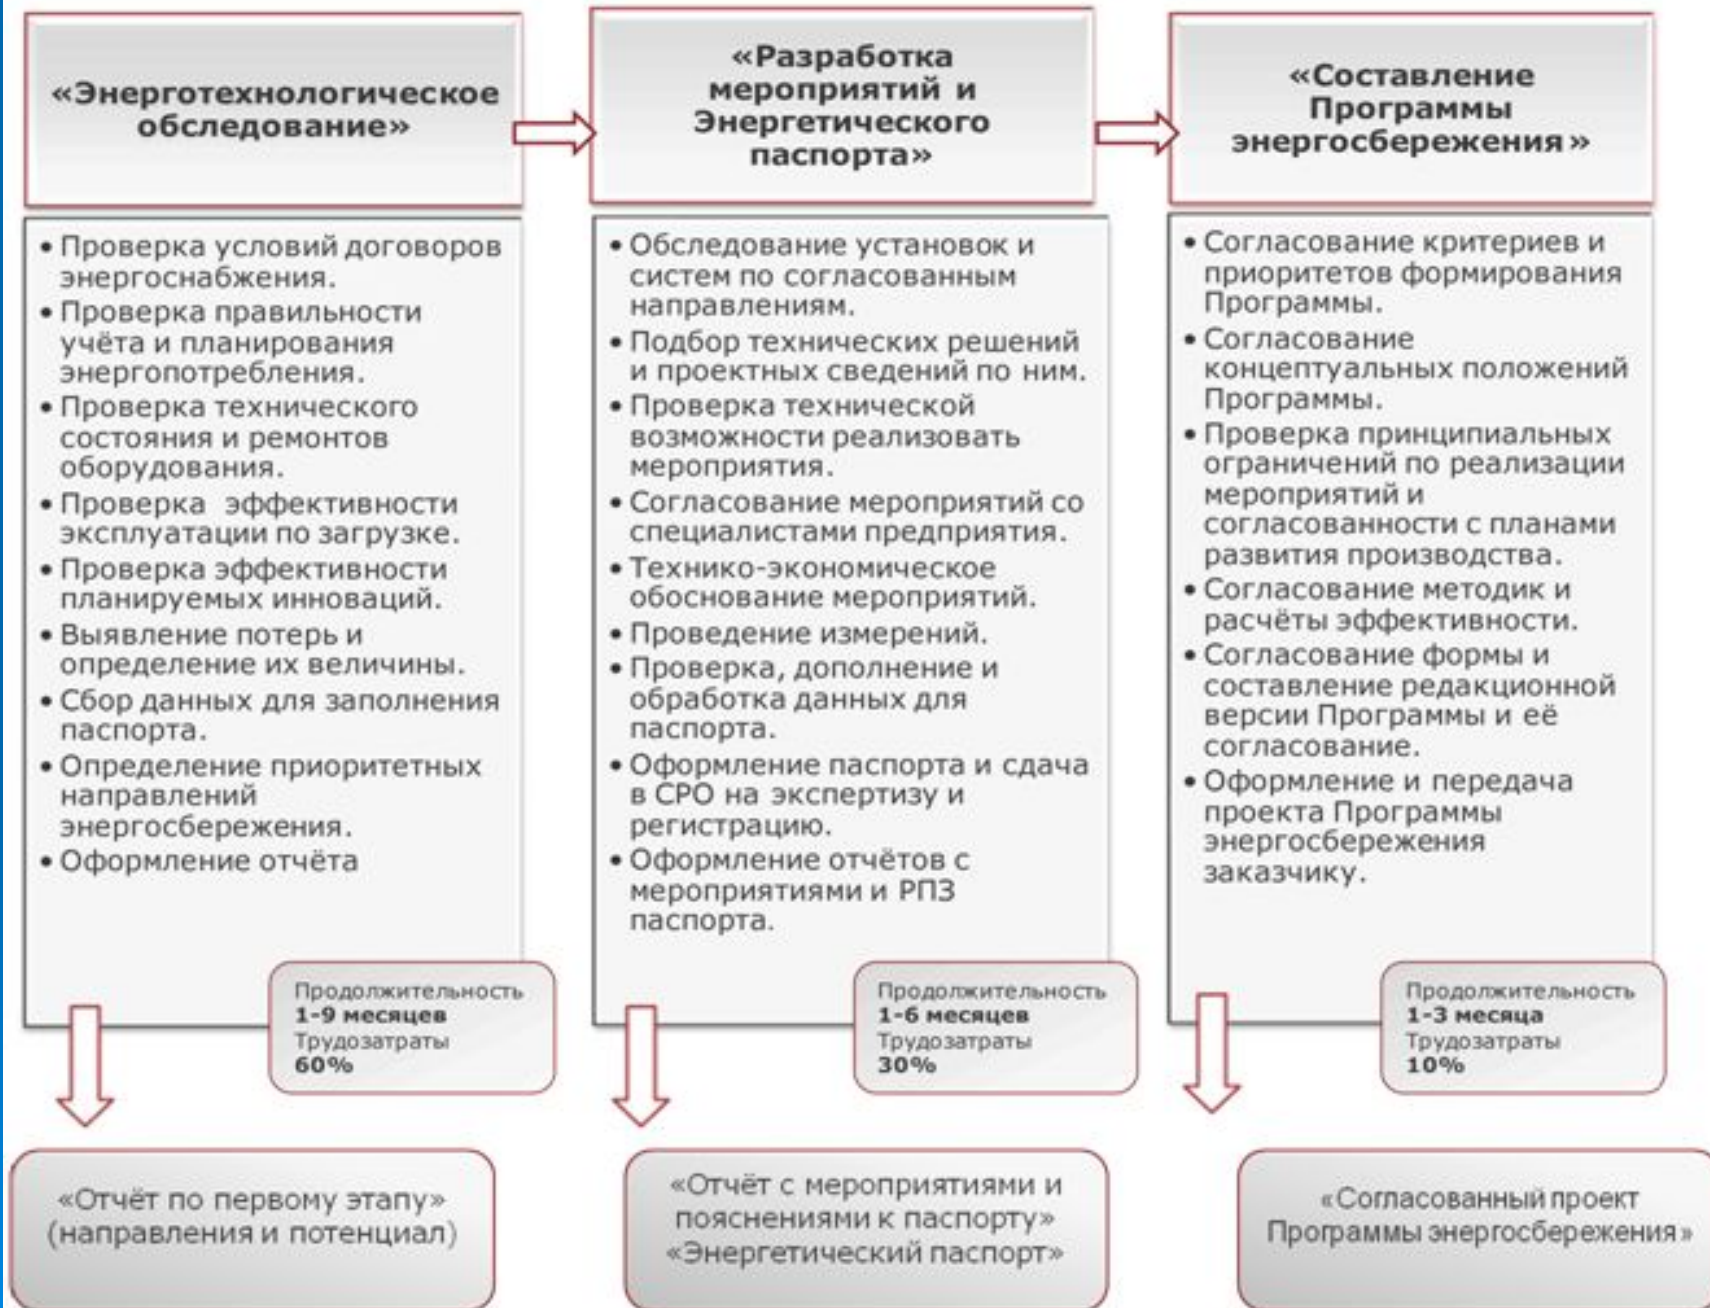 «Энерготехнологическое
обследование»
«Разработка
мероприятий и
Энергетического
паспорта»
«Составление
Программы
энергосбережения»
• Проверка условий договоров
энергоснабжения.
• Проверка правильности
учёта и планирования
энергопотребления.
• Проверка технического
состояния и ремонтов
оборудования.
• Проверка эффективности
эксплуатации по загрузке.
• Проверка эффективности
планируемых инноваций.
• Выявление потерь и
определение их величины.
• Сбор данных для заполнения
паспорта.
• Определение приоритетных
направлений
энергосбережения.
• Оформление отчёта
Продолжительность
1-9 месяцев
Трудозатраты
60%
• Обследование установок и
систем по согласованным
направлениям.
• Подбор технических решений
и проектных сведений по ним.
• Проверка технической
возможности реализовать
мероприятия.
• Согласование мероприятий со
специалистами предприятия.
• Технико-экономическое
обоснование мероприятий.
• Проведение измерений.
• Проверка, дополнение и
обработка данных для
паспорта.
• Оформление паспорта и сдача
в СРО на экспертизу и
регистрацию.
• Оформление отчётов с
мероприятиями и РПЗ
паспорта.
Продолжительность
1-6 месяцев
Трудозатраты
30%
• Согласование критериев и
приоритетов формирования
Программы.
• Согласование
концептуальных положений
Программы.
• Проверка принципиальных
ограничений по реализации
мероприятий и
согласованности с планами
развития производства.
• Согласование методик и
расчёты эффективности.
• Согласование формы и
составление редакционной
версии Программы и её
согласование.
• Оформление и передача
проекта Программы
энергосбережения
заказчику.
Продолжительность
1-3 месяца
Трудозатраты
10%
«Отчёт по первому этапу»
(направления и потенциал)
«Отчёт с мероприятиями и
пояснениями к паспорту»
«Энергетический паспорт»
«Согласованный проект
Программы энергосбережения»